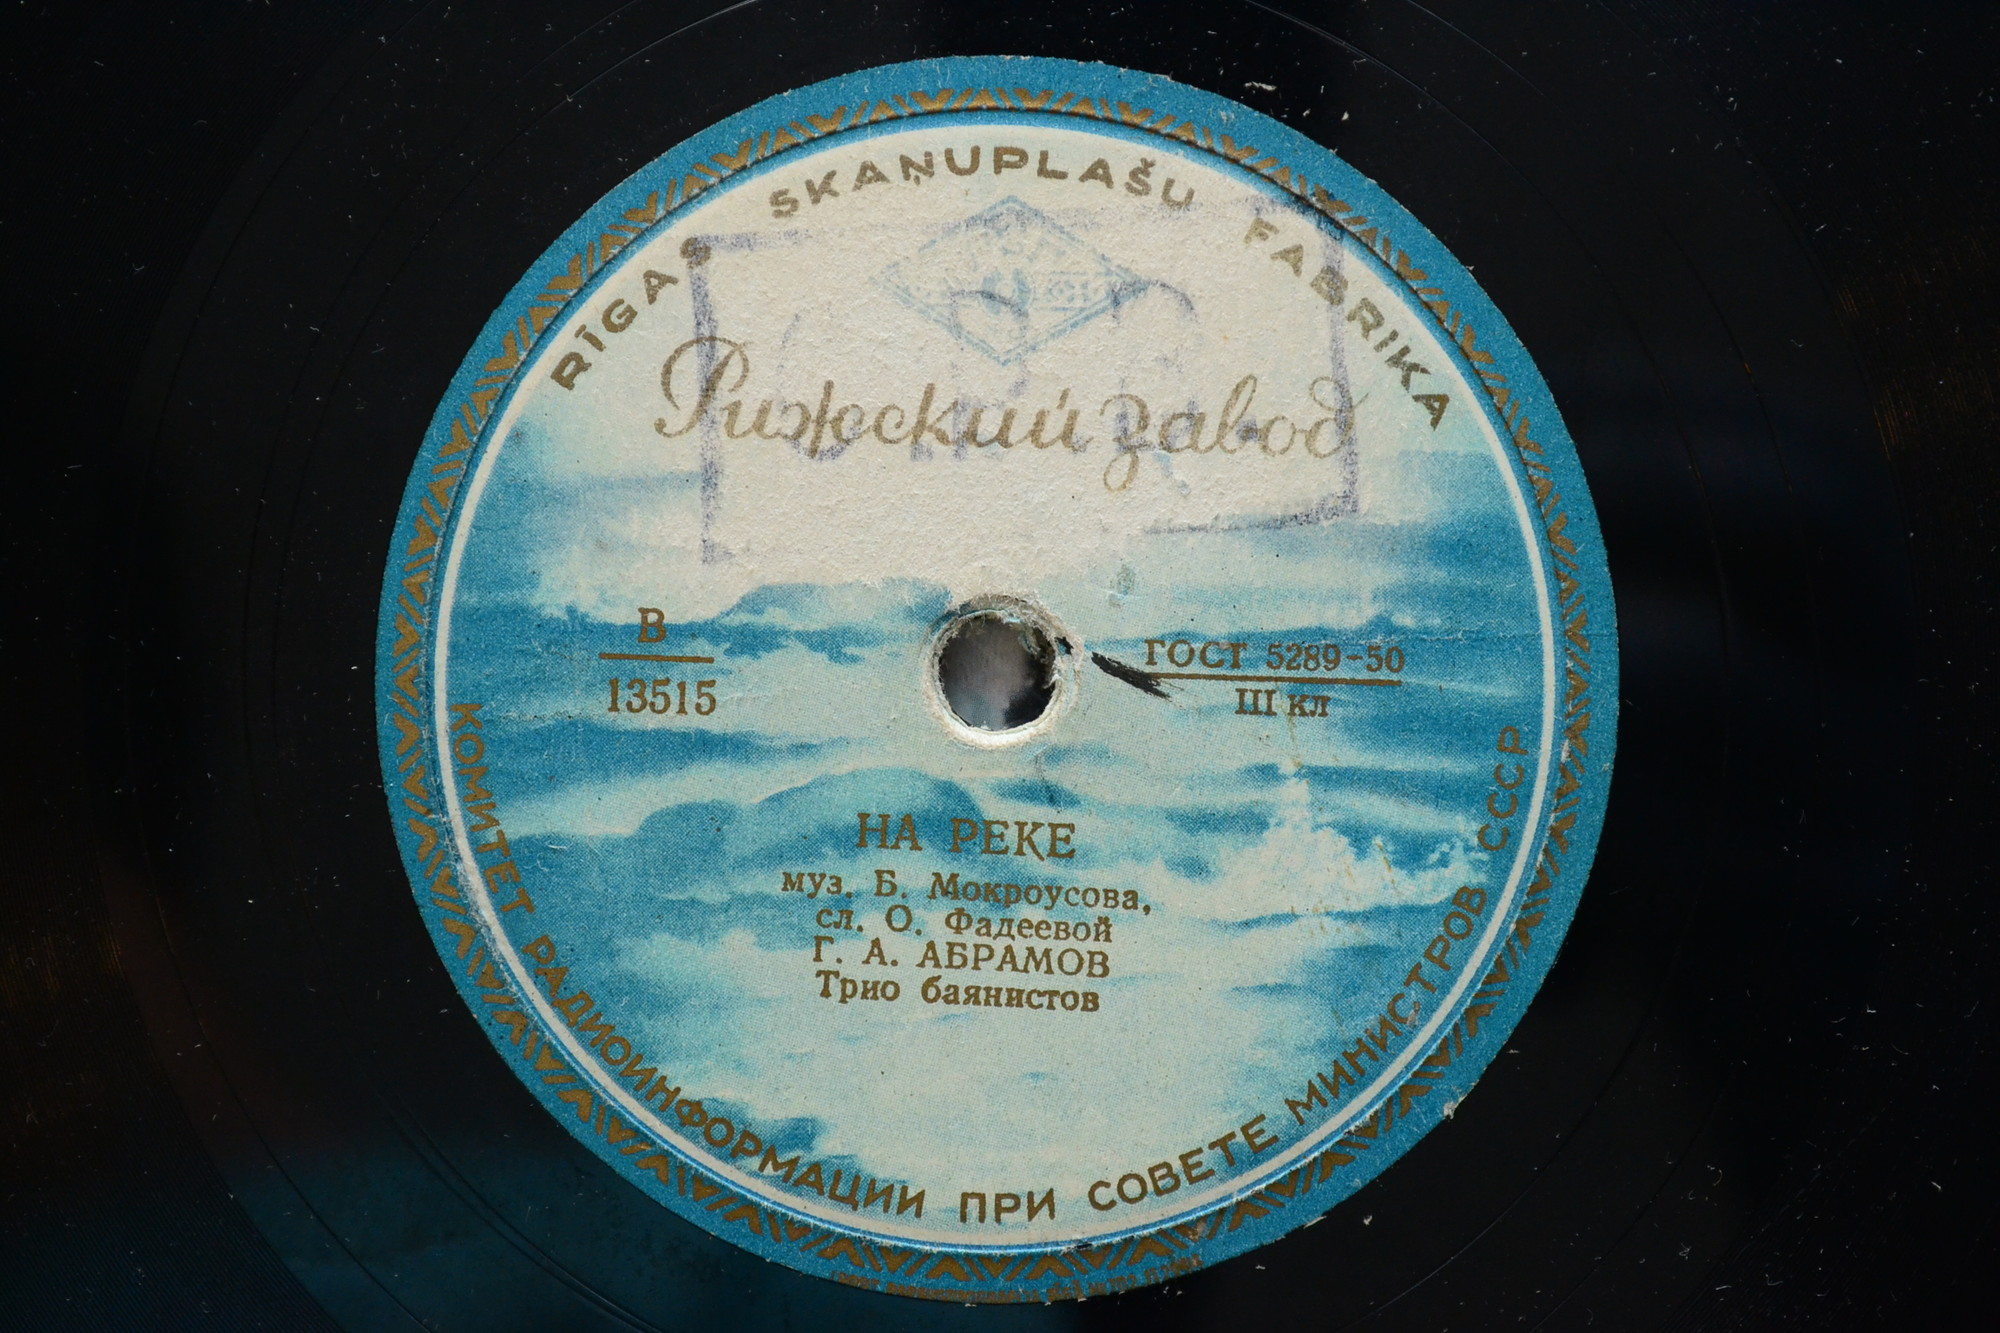 RĪGAS SKAŅUPLAŠU FABRIKA
Рижский завод
В
13515
ГОСТ 5289-50
III кл
НА РЕКЕ
муз. Б. Мокроусова,
сл. О. Фадеевой
Г. А. АБРАМОВ
Трио баянистов
КОМИТЕТ РАДИОИНФОРМАЦИИ ПРИ СОВЕТЕ МИНИСТРОВ СССР